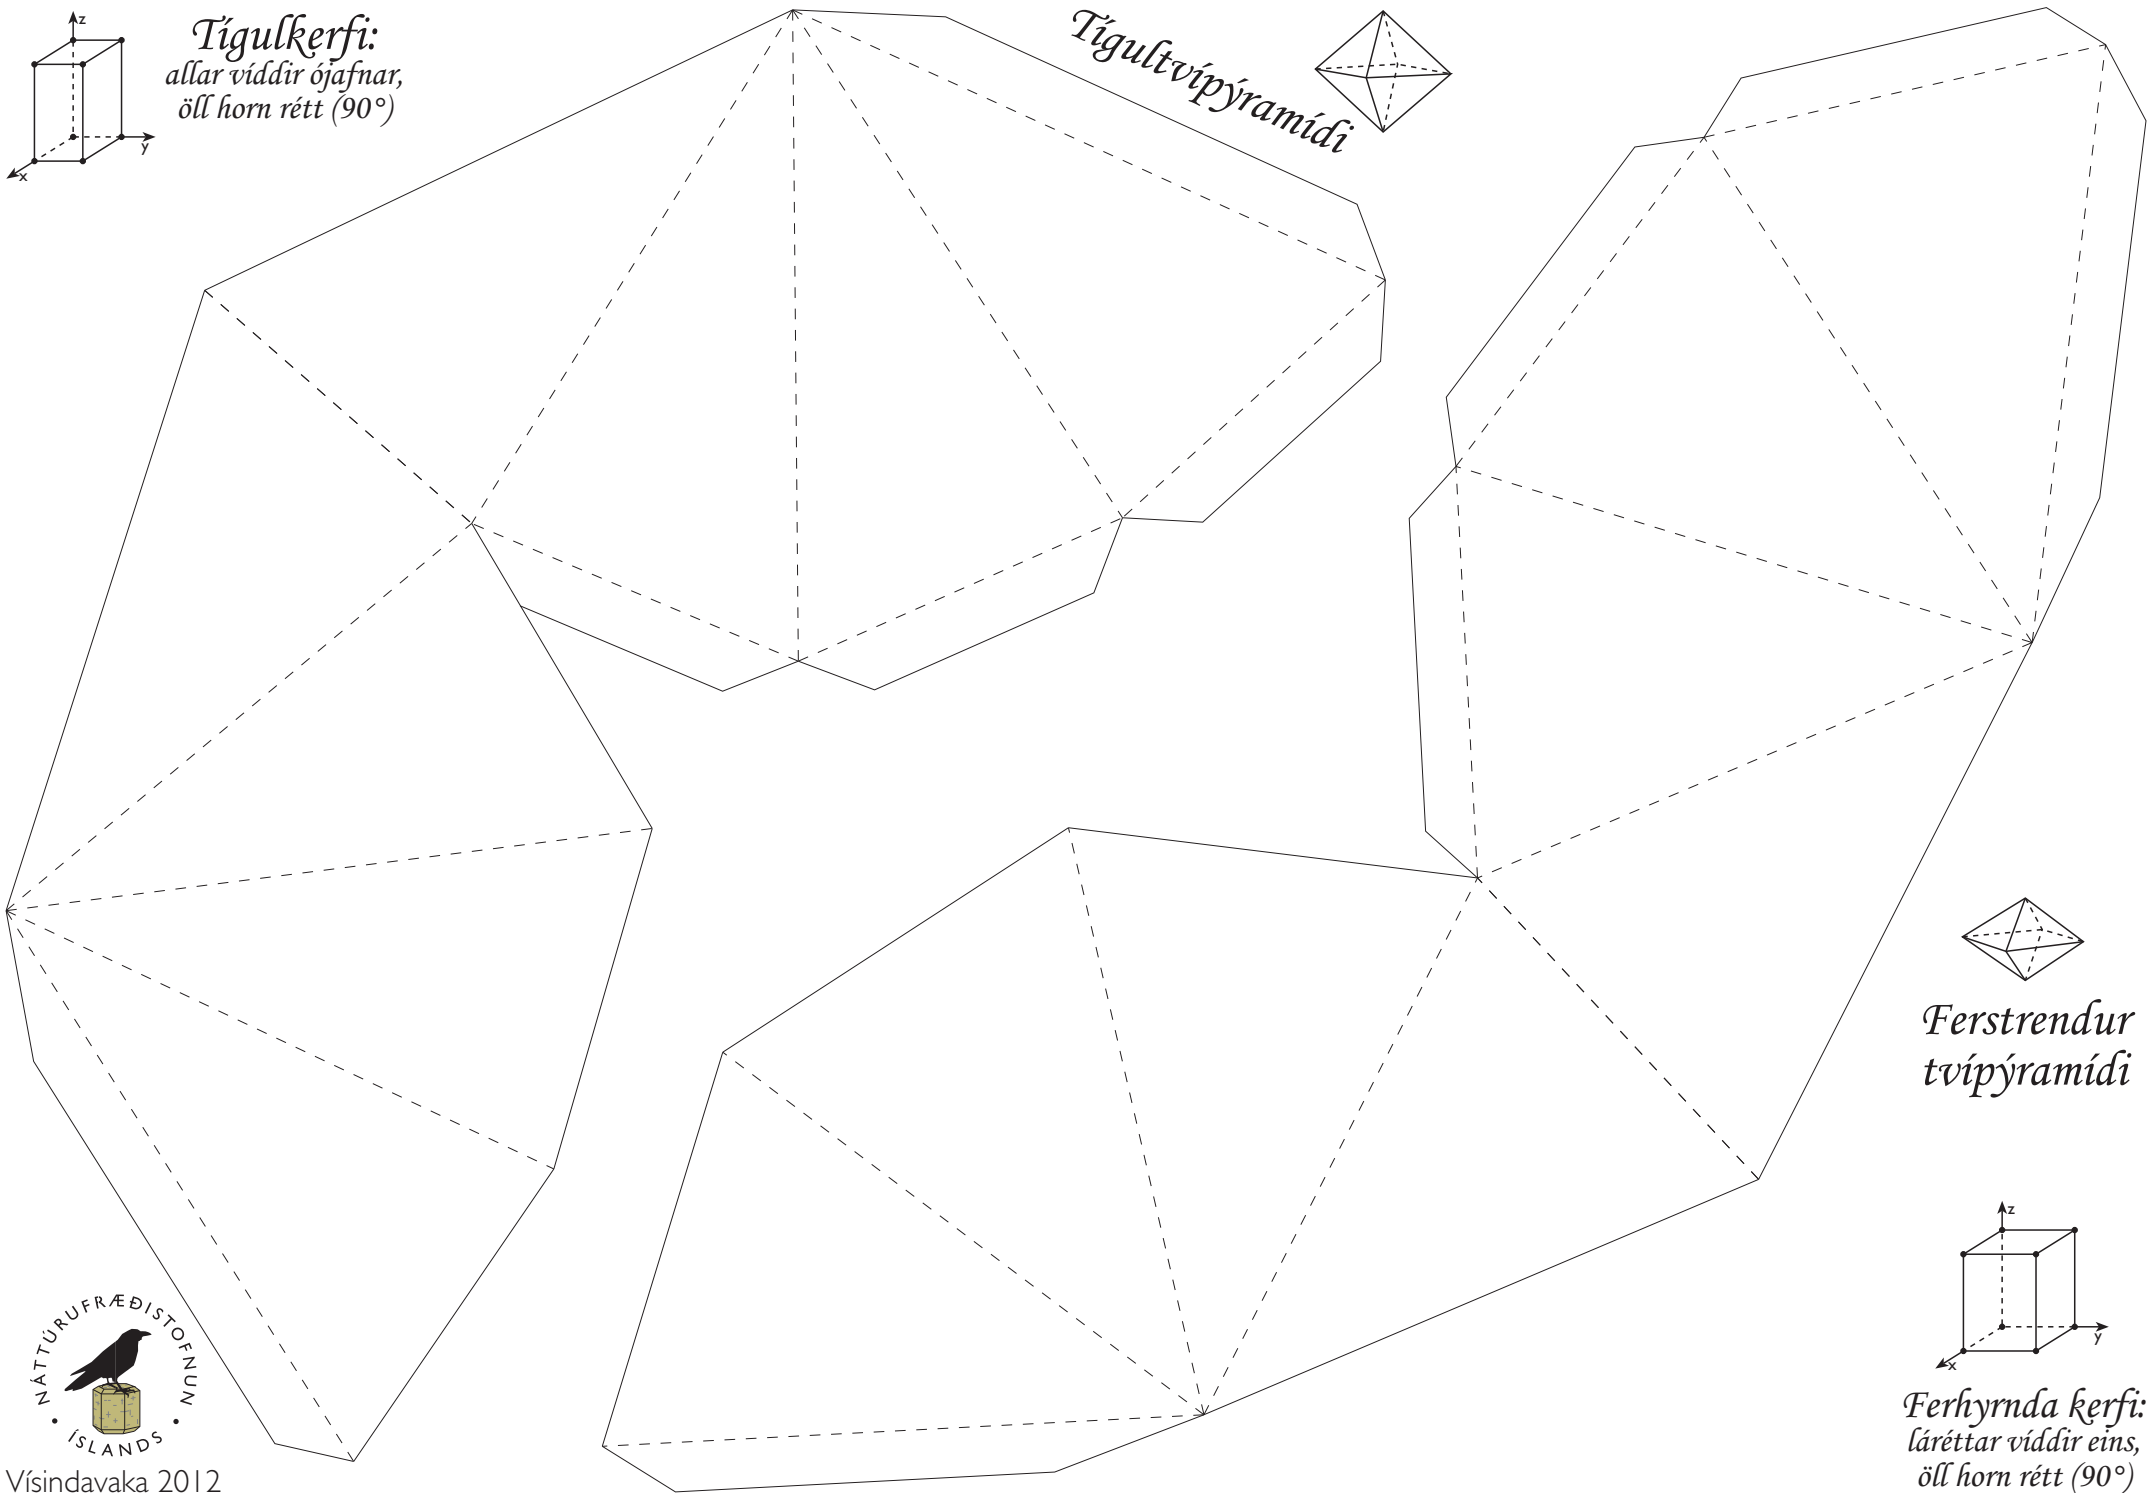 z
y
x
Tígulkerfi:
allar víddir ójafnar,
öll horn rétt (90°)
Tígultvípýramídi
Ferstrendur
tvípýramídi
z
y
x
Ferhyrnda kerfi:
láréttar víddir eins,
öll horn rétt (90°)
NÁTTÚRUFRÆÐISTOFNUN
• ÍSLANDS •
Vísindavaka 2012